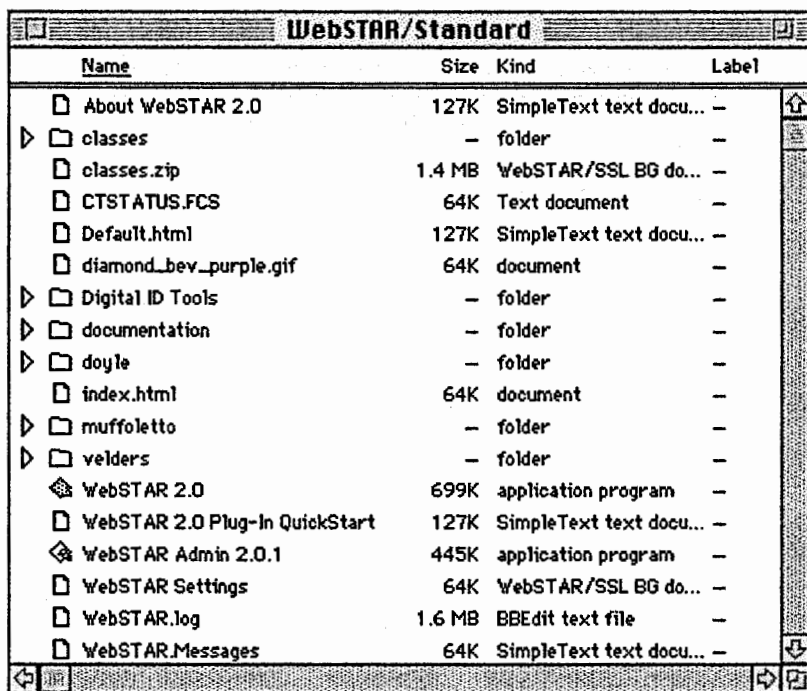 WebSTAR/Standard
Name Size Kind Label
About WebSTAR 2.0 127K SimpleText text docu... –
classes – folder –
classes.zip 1.4 MB WebSTAR/SSL BG do... –
CTSTATUS.FCS 64K Text document –
Default.html 127K SimpleText text docu... –
diamond_bev_purple.gif 64K document –
Digital ID Tools – folder –
documentation – folder –
doyle – folder –
index.html 64K document –
muffoletto – folder –
velders – folder –
WebSTAR 2.0 699K application program –
WebSTAR 2.0 Plug-In QuickStart 127K SimpleText text docu... –
WebSTAR Admin 2.0.1 445K application program –
WebSTAR Settings 64K WebSTAR/SSL BG do... –
WebSTAR.log 1.6 MB BBEdit text file –
WebSTAR.Messages 64K SimpleText text docu... –